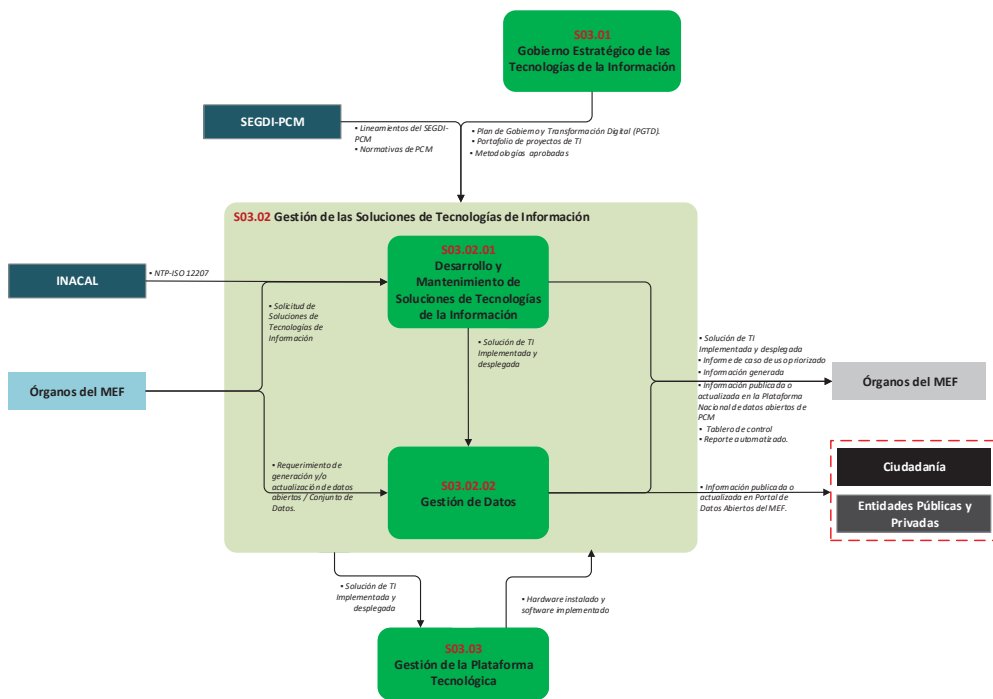 S03.01
Gobierno Estratégico de las
Tecnologías de la Información
SEGDI-PCM
▪ Lineamientos del SEGDI-
PCM
▪ Normativas de PCM
▪ Plan de Gobierno y Transformación Digital (PGTD).
▪ Portafolio de proyectos de TI
▪ Metodologías aprobadas
S03.02 Gestión de las Soluciones de Tecnologías de Información
S03.02.01
Desarrollo y
Mantenimiento de
Soluciones de Tecnologías
de la Información
INACAL
▪ NTP-ISO 12207
▪ Solicitud de
Soluciones de
Tecnologías de
Información
▪ Solución de TI
Implementada y
desplegada
▪ Solución de TI
Implementada y desplegada
▪ Informe de caso de uso priorizado
▪ Información generada
▪ Información publicada o
actualizada en la Plataforma
Nacional de datos abiertos de
PCM
▪ Tablero de control
▪ Reporte automatizado.
Órganos del MEF
Órganos del MEF
▪ Requerimiento de
generación y/o
actualización de datos
abiertos / Conjunto de
Datos.
S03.02.02
Gestión de Datos
▪ Información publicada o
actualizada en Portal de
Datos Abiertos del MEF.
Ciudadanía
Entidades Públicas y
Privadas
▪ Solución de TI
Implementada y
desplegada
▪ Hardware instalado y
software implementado
S03.03
Gestión de la Plataforma
Tecnológica